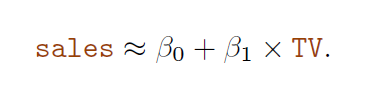 sales ≈ β₀ + β₁ × TV.